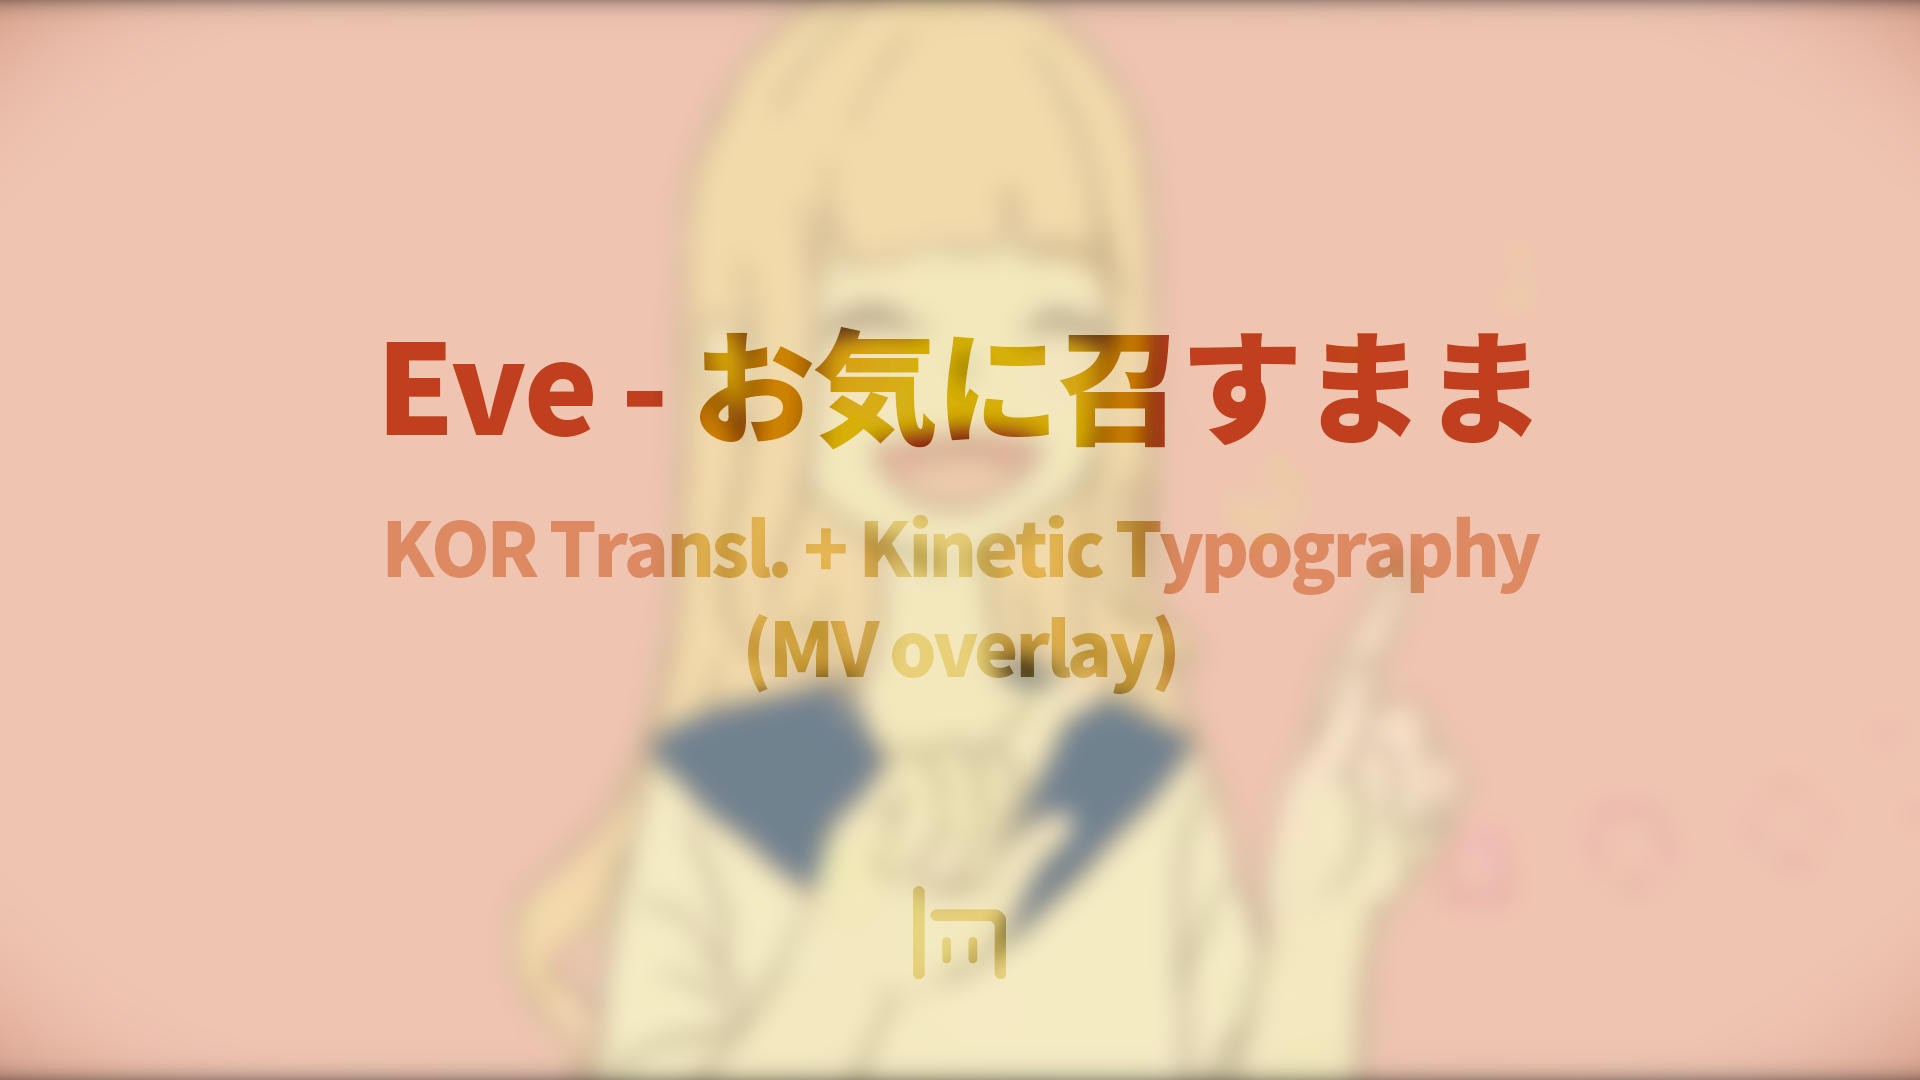 Eve - お気に召すまま
KOR Transl. + Kinetic Typography
(MV overlay)